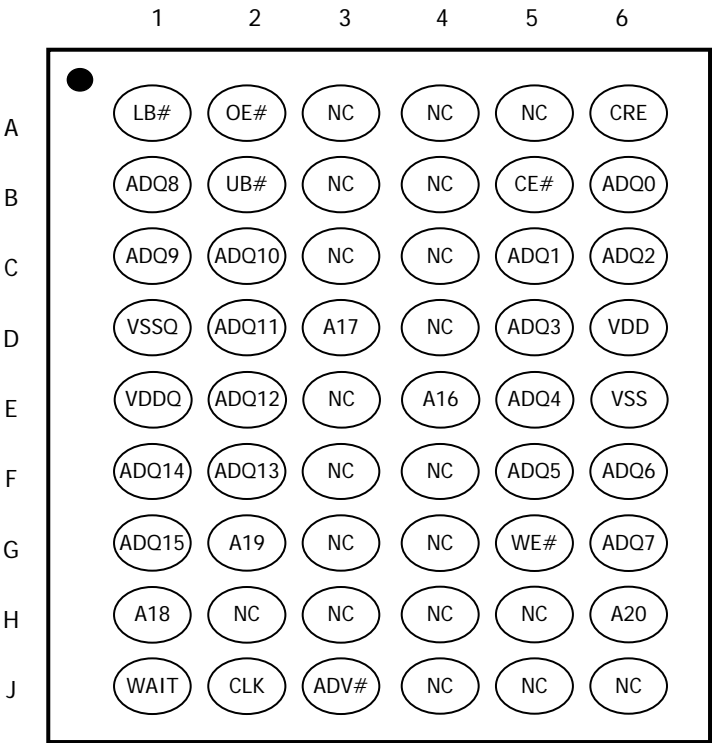 1 2 3 4 5 6
A LB# OE# NC NC NC CRE
B ADQ8 UB# NC NC CE# ADQ0
C ADQ9 ADQ10 NC NC ADQ1 ADQ2
D VSSQ ADQ11 A17 NC ADQ3 VDD
E VDDQ ADQ12 NC A16 ADQ4 VSS
F ADQ14 ADQ13 NC NC ADQ5 ADQ6
G ADQ15 A19 NC NC WE# ADQ7
H A18 NC NC NC NC A20
J WAIT CLK ADV# NC NC NC